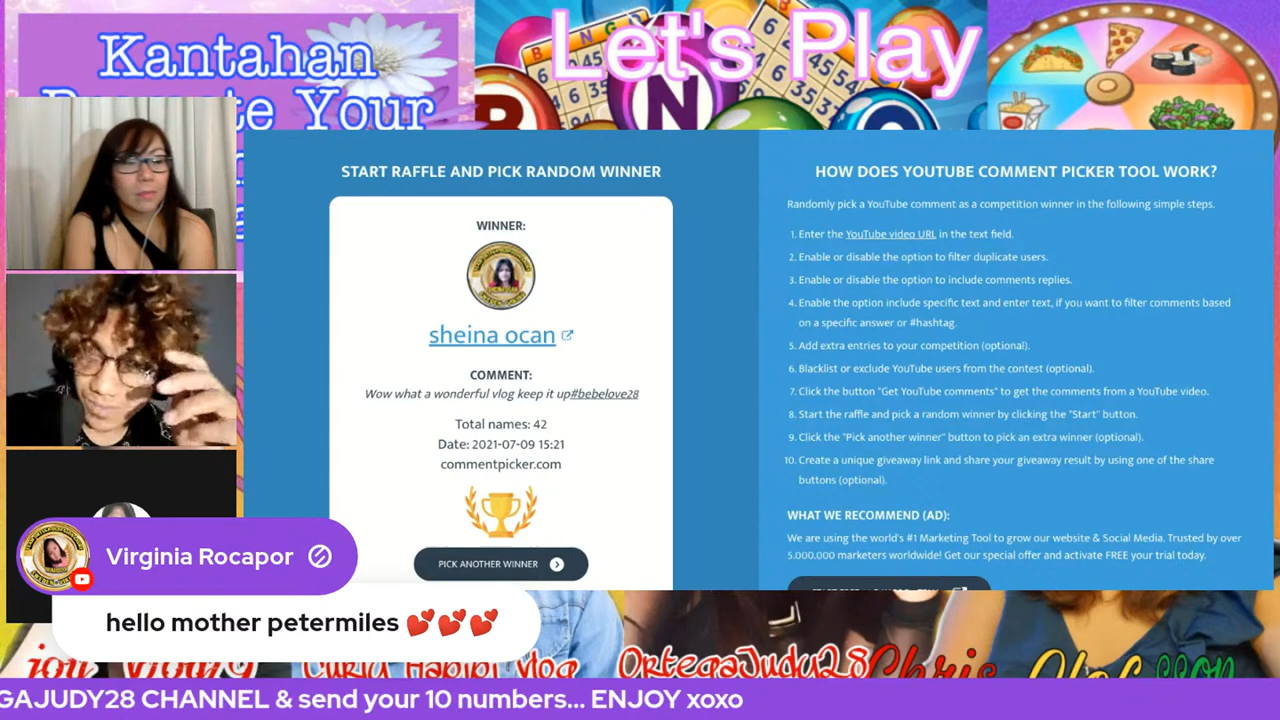 Kantahan
Your
Let's Play
B I N G
N
START RAFFLE AND PICK RANDOM WINNER
WINNER:
sheina ocan
COMMENT:
Wow what a wonderful vlog keep it up#bebelove28
Total names: 42
Date: 2021-07-09 15:21
commentpicker.com
PICK ANOTHER WINNER
HOW DOES YOUTUBE COMMENT PICKER TOOL WORK?
Randomly pick a YouTube comment as a competition winner in the following simple steps.
1. Enter the YouTube video URL in the text field.
2. Enable or disable the option to filter duplicate users.
3. Enable or disable the option to include comments replies.
4. Enable the option include specific text and enter text, if you want to filter comments based
on a specific answer or #hashtag.
5. Add extra entries to your competition (optional).
6. Blacklist or exclude YouTube users from the contest (optional).
7. Click the button "Get YouTube comments" to get the comments from a YouTube video.
8. Start the raffle and pick a random winner by clicking the "Start" button.
9. Click the "Pick another winner" button to pick an extra winner (optional).
10. Create a unique giveaway link and share your giveaway result by using one of the share
buttons (optional).
WHAT WE RECOMMEND (AD):
We are using the world's #1 Marketing Tool to grow our website & Social Media. Trusted by over
5.000.000 marketers worldwide! Get our special offer and activate FREE your trial today.
Virginia Rocapor
hello mother petermiles 💕💕💕
Curly Habibi Vlog
OrtegaJudy28
Chris
GAJUDY28 CHANNEL & send your 10 numbers... ENJOY xoxo